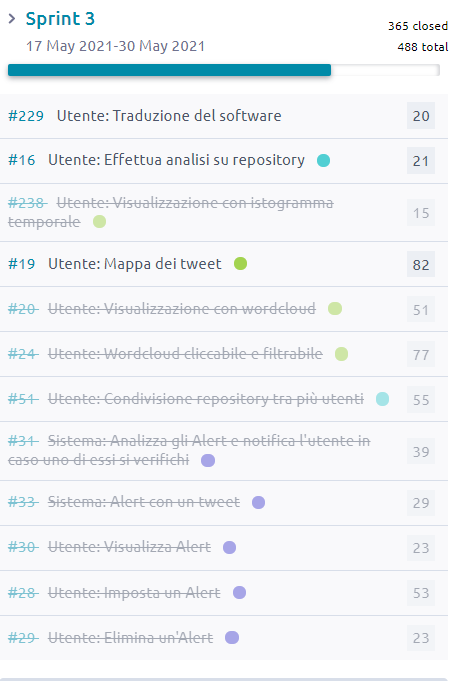 Sprint 3
365 closed
17 May 2021-30 May 2021
488 total
#229 Utente: Traduzione del software 20
#16 Utente: Effettua analisi su repository 21
#238 Utente: Visualizzazione con istogramma
temporale 15
#19 Utente: Mappa dei tweet 82
#20 Utente: Visualizzazione con wordcloud 51
#24 Utente: Wordcloud cliccabile e filtrabile 77
#51 Utente: Condivisione repository tra più utenti 55
#31 Sistema: Analizza gli Alert e notifica l'utente in
caso uno di essi si verifichi 39
#33 Sistema: Alert con un tweet 29
#30 Utente: Visualizza Alert 23
#28 Utente: Imposta un Alert 53
#29 Utente: Elimina un'Alert 23